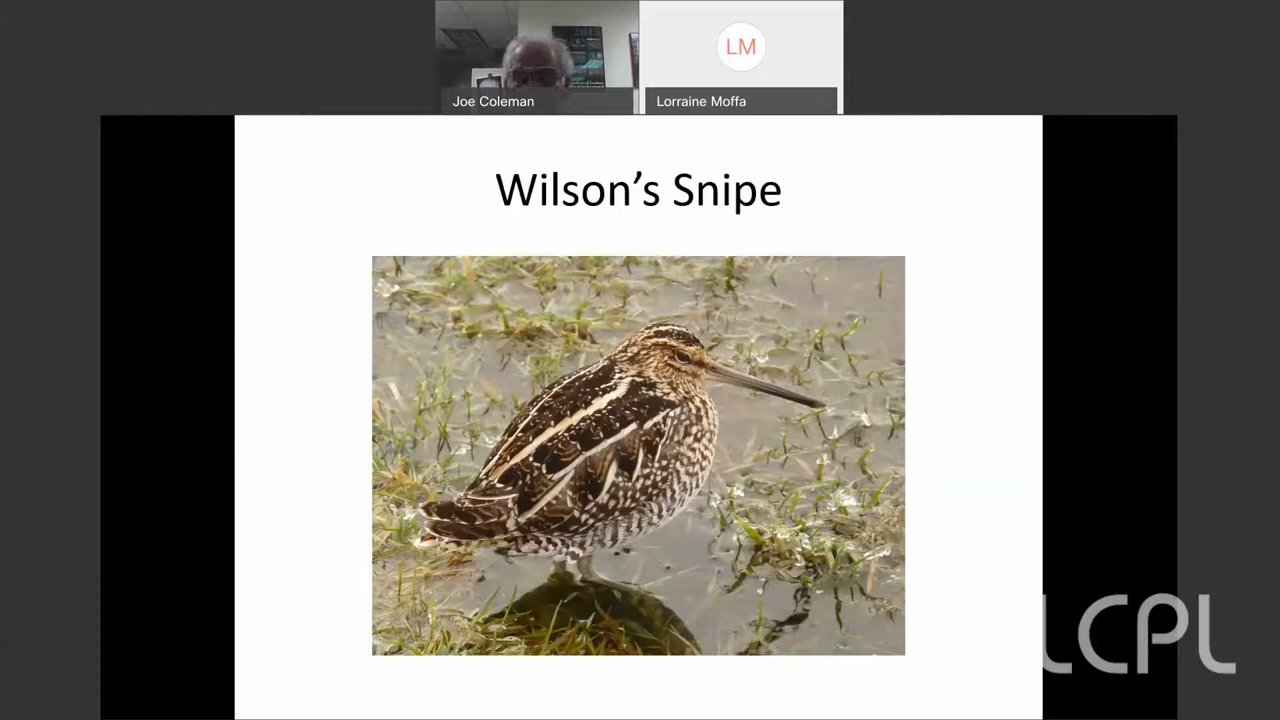 LM
Joe Coleman
Lorraine Moffa
Wilson's Snipe
LCPL